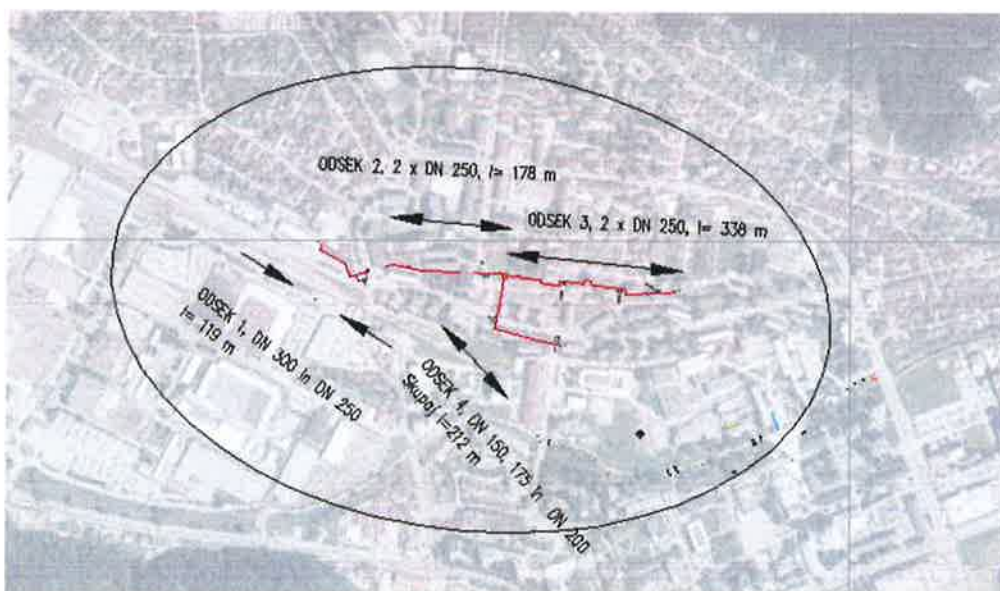 ODSEK 2, 2 x DN 250, l= 178 m
ODSEK 3, 2 x DN 250, l= 338 m
ODSEK 1, DN 300 in DN 250
l= 119 m
ODSEK 4, DN 150, 175 in DN 200
Skupaj l=212 m